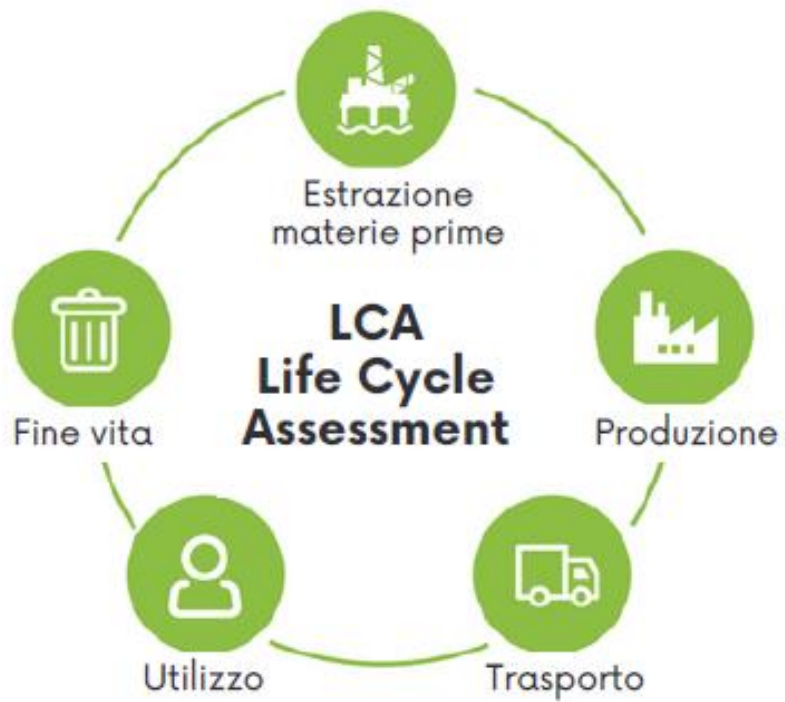 Estrazione
materie prime
LCA
Life Cycle
Assessment
Fine vita
Produzione
Utilizzo
Trasporto